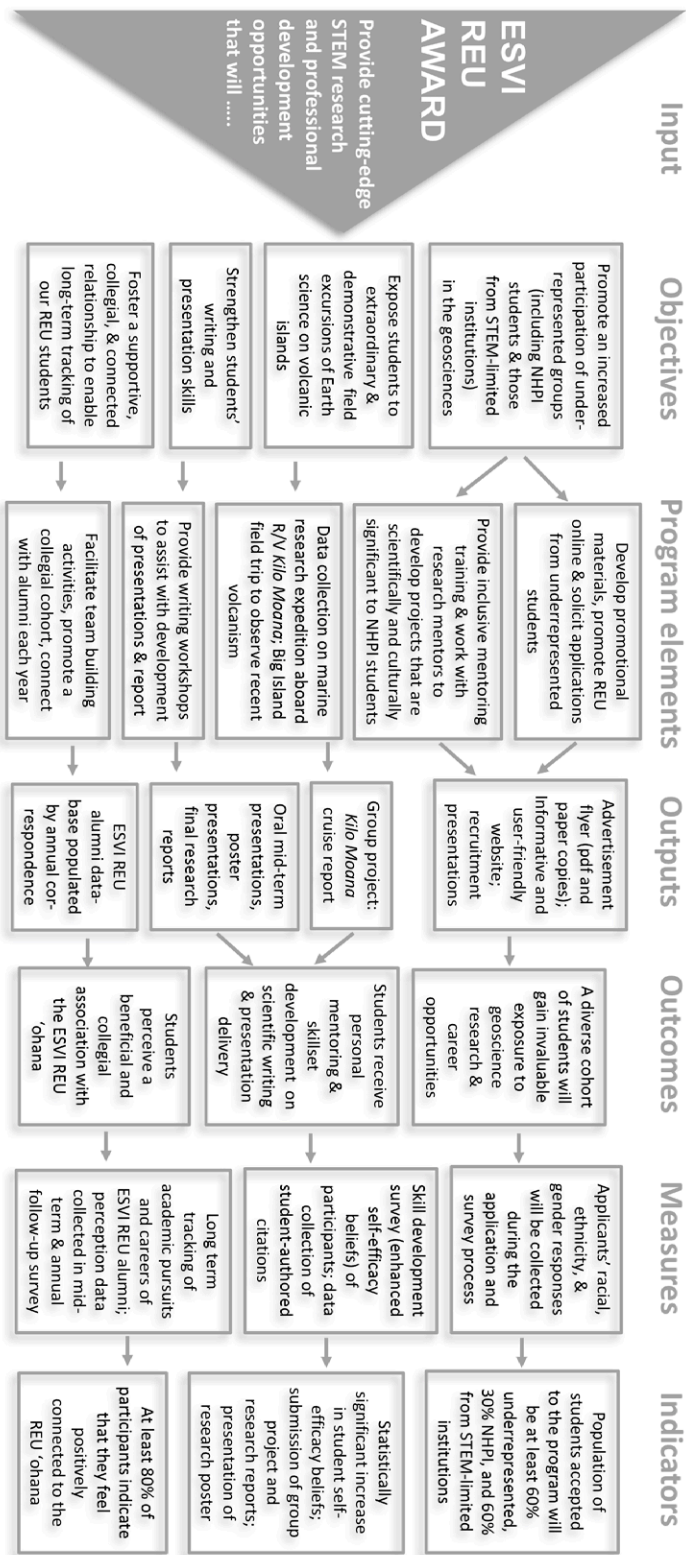 Input
Objectives
Program elements
Outputs
Outcomes
Measures
Indicators
ESVI
REU
AWARD
Provide cutting-edge
STEM research
and professional
development
opportunities
that will .....
Promote an increased
participation of under-
represented groups
(including NHPI
students & those
from STEM-limited
institutions)
in the geosciences
Expose students to
extraordinary &
demonstrative field
excursions of Earth
science on volcanic
islands
Strengthen students’
writing and
presentation skills
Foster a supportive,
collegial, & connected
relationship to enable
long-term tracking of
our REU students
Develop promotional
materials, promote REU
online & solicit applications
from underrepresented
students
Provide inclusive mentoring
training & work with
research mentors to
develop projects that are
scientifically and culturally
significant to NHPI students
Data collection on marine
research expedition aboard
R/V Kilo Moana; Big Island
field trip to observe recent
volcanism
Provide writing workshops
to assist with development
of presentations & report
Facilitate team building
activities, promote a
collegial cohort, connect
with alumni each year
Advertisement
flyer (pdf and
paper copies);
Informative and
user-friendly
website;
recruitment
presentations
Group project:
Kilo Moana
cruise report
Oral mid-term
presentations,
poster
presentations,
final research
reports
ESVI REU
alumni data-
base populated
by annual cor-
respondence
A diverse cohort
of students will
gain invaluable
exposure to
geoscience
research &
career
opportunities
Students receive
personal
mentoring &
skillset
development on
scientific writing
& presentation
delivery
Students
perceive a
beneficial and
collegial
association with
the ESVI REU
‘ohana
Applicants’ racial,
ethnicity, &
gender responses
will be collected
during the
application and
survey process
Skill development
survey (enhanced
self-efficacy
beliefs) of
participants; data
collection of
student-authored
citations
Long term
tracking of
academic pursuits
and careers of
ESVI REU alumni;
perception data
collected in mid-
term & annual
follow-up survey
Population of
students accepted
to the program will
be at least 60%
underrepresented,
30% NHPI, and 60%
from STEM-limited
institutions
Statistically
significant increase
in student self-
efficacy beliefs;
submission of group
project and
research reports;
presentation of
research poster
At least 80% of
participants indicate
that they feel
positively
connected to the
REU ‘ohana